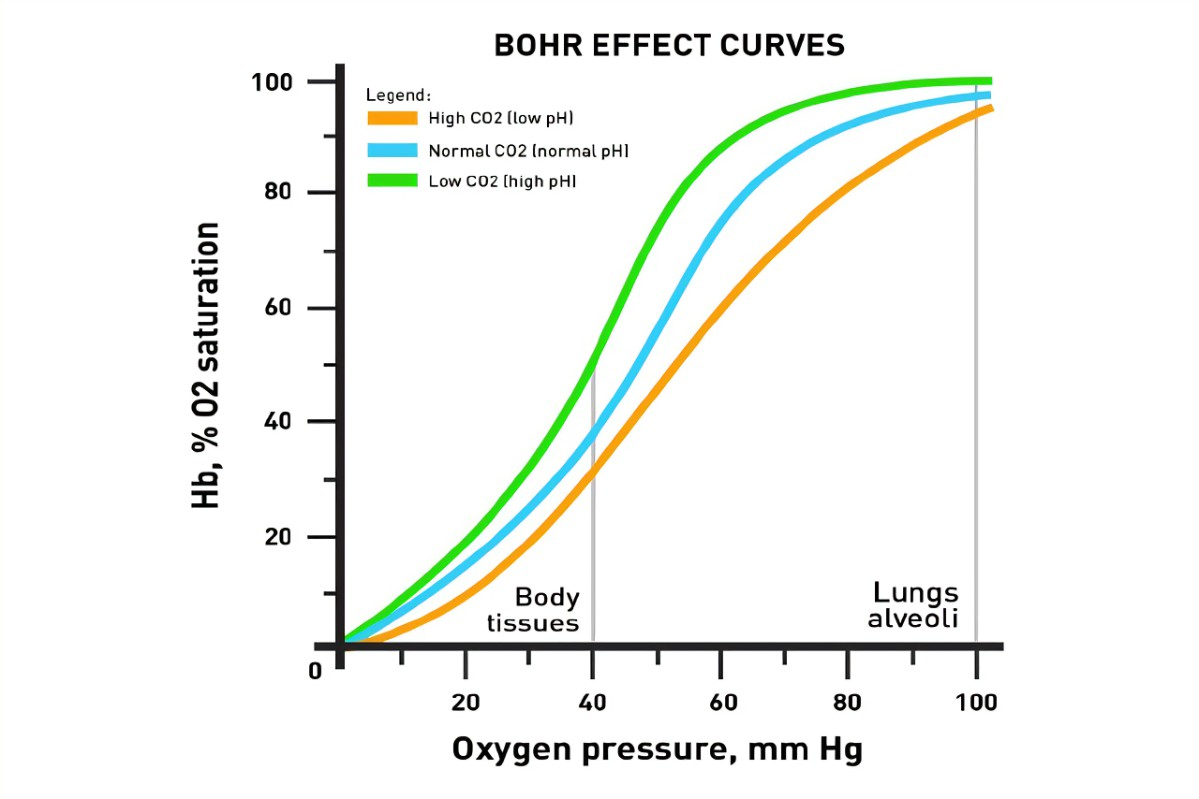 BOHR EFFECT CURVES
Legend:
High CO2 (low pH)
Normal CO2 (normal pH)
Low CO2 (high pH)
Hb, % O2 saturation
100
80
60
40
20
0
Body
tissues
Lungs
alveoli
20 40 60 80 100
Oxygen pressure, mm Hg